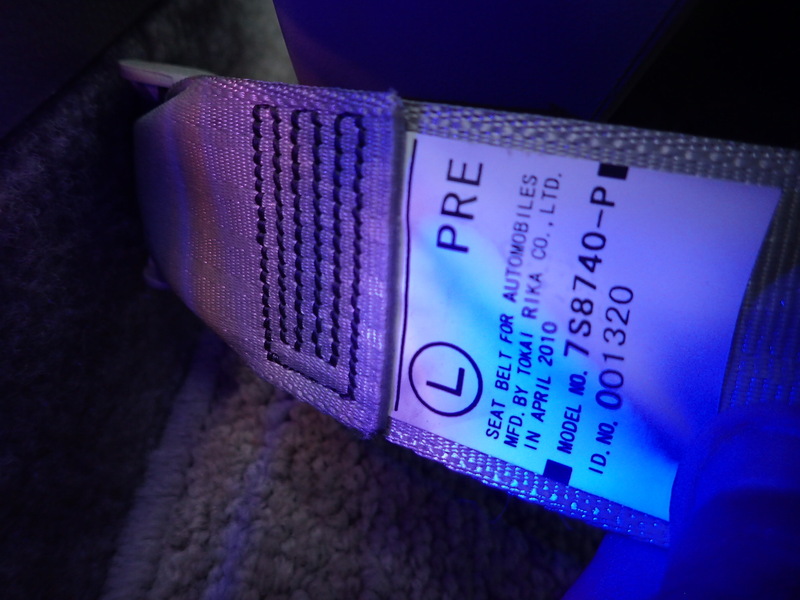 PRE
L
SEAT BELT FOR AUTOMOBILES
MFD. BY TOKAI RIKA CO., LTD.
IN APRIL 2010
MODEL NO. 7S8740-P
ID. NO. 001320